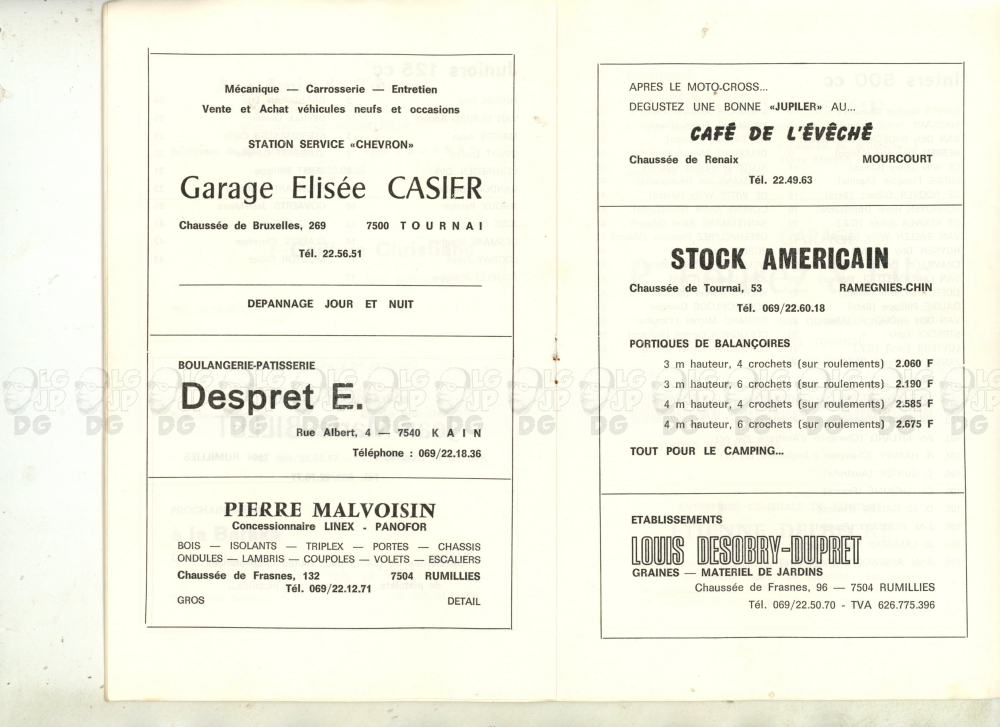 Mécanique — Carrosserie — Entretien
Vente et Achat véhicules neufs et occasions
STATION SERVICE «CHEVRON»
Garage Elisée CASIER
Chaussée de Bruxelles, 269 7500 TOURNAI
Tél. 22.56.51
DEPANNAGE JOUR ET NUIT
BOULANGERIE-PATISSERIE
Despret E.
Rue Albert, 4 — 7540 KAIN
Téléphone : 069/22.18.36
PIERRE MALVOISIN
Concessionnaire LINEX - PANOFOR
BOIS — ISOLANTS — TRIPLEX — PORTES — CHASSIS
ONDULES — LAMBRIS — COUPOLES — VOLETS — ESCALIERS
Chaussée de Frasnes, 132 7504 RUMILLIES
Tél. 069/22.12.71
GROS DETAIL
APRES LE MOTO-CROSS...
DEGUSTEZ UNE BONNE «JUPILER» AU...
CAFÉ DE L'ÉVÊCHÉ
Chaussée de Renaix MOURCOURT
Tél. 22.49.63
STOCK AMERICAIN
Chaussée de Tournai, 53 RAMEGNIES-CHIN
Tél. 069/22.60.18
PORTIQUES DE BALANÇOIRES
3 m hauteur, 4 crochets (sur roulements) 2.060 F
3 m hauteur, 6 crochets (sur roulements) 2.190 F
4 m hauteur, 4 crochets (sur roulements) 2.585 F
4 m hauteur, 6 crochets (sur roulements) 2.675 F
TOUT POUR LE CAMPING...
ETABLISSEMENTS
LOUIS DESOBRY-DUPRET
GRAINES — MATERIEL DE JARDINS
Chaussée de Frasnes, 96 — 7504 RUMILLIES
Tél. 069/22.50.70 - TVA 626.775.396